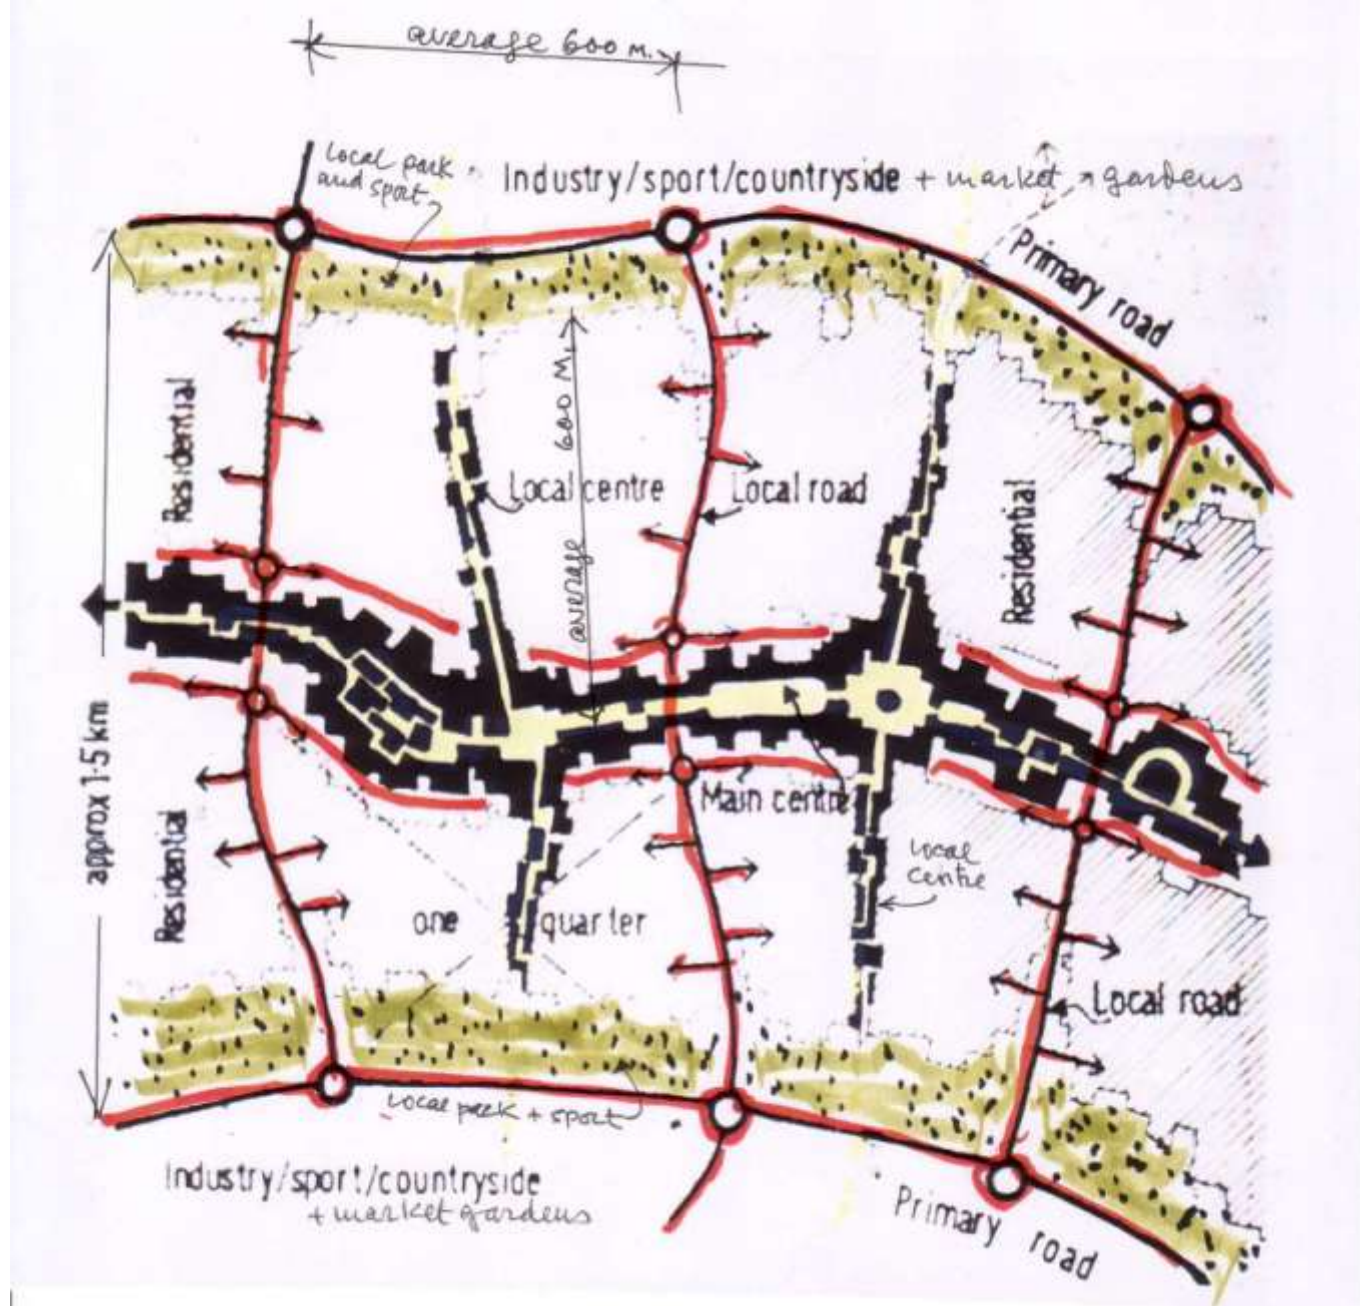 average 600 M.
Local park
and sport
Industry/sport/countryside + market gardens
Primary road
Residential
average 600 M.
Local centre
Local road
Residential
approx 1·5 km
Main centre
Residential
Local
centre
one quarter
Local road
Local park + sport
Industry/sport/countryside
+ market gardens
Primary road